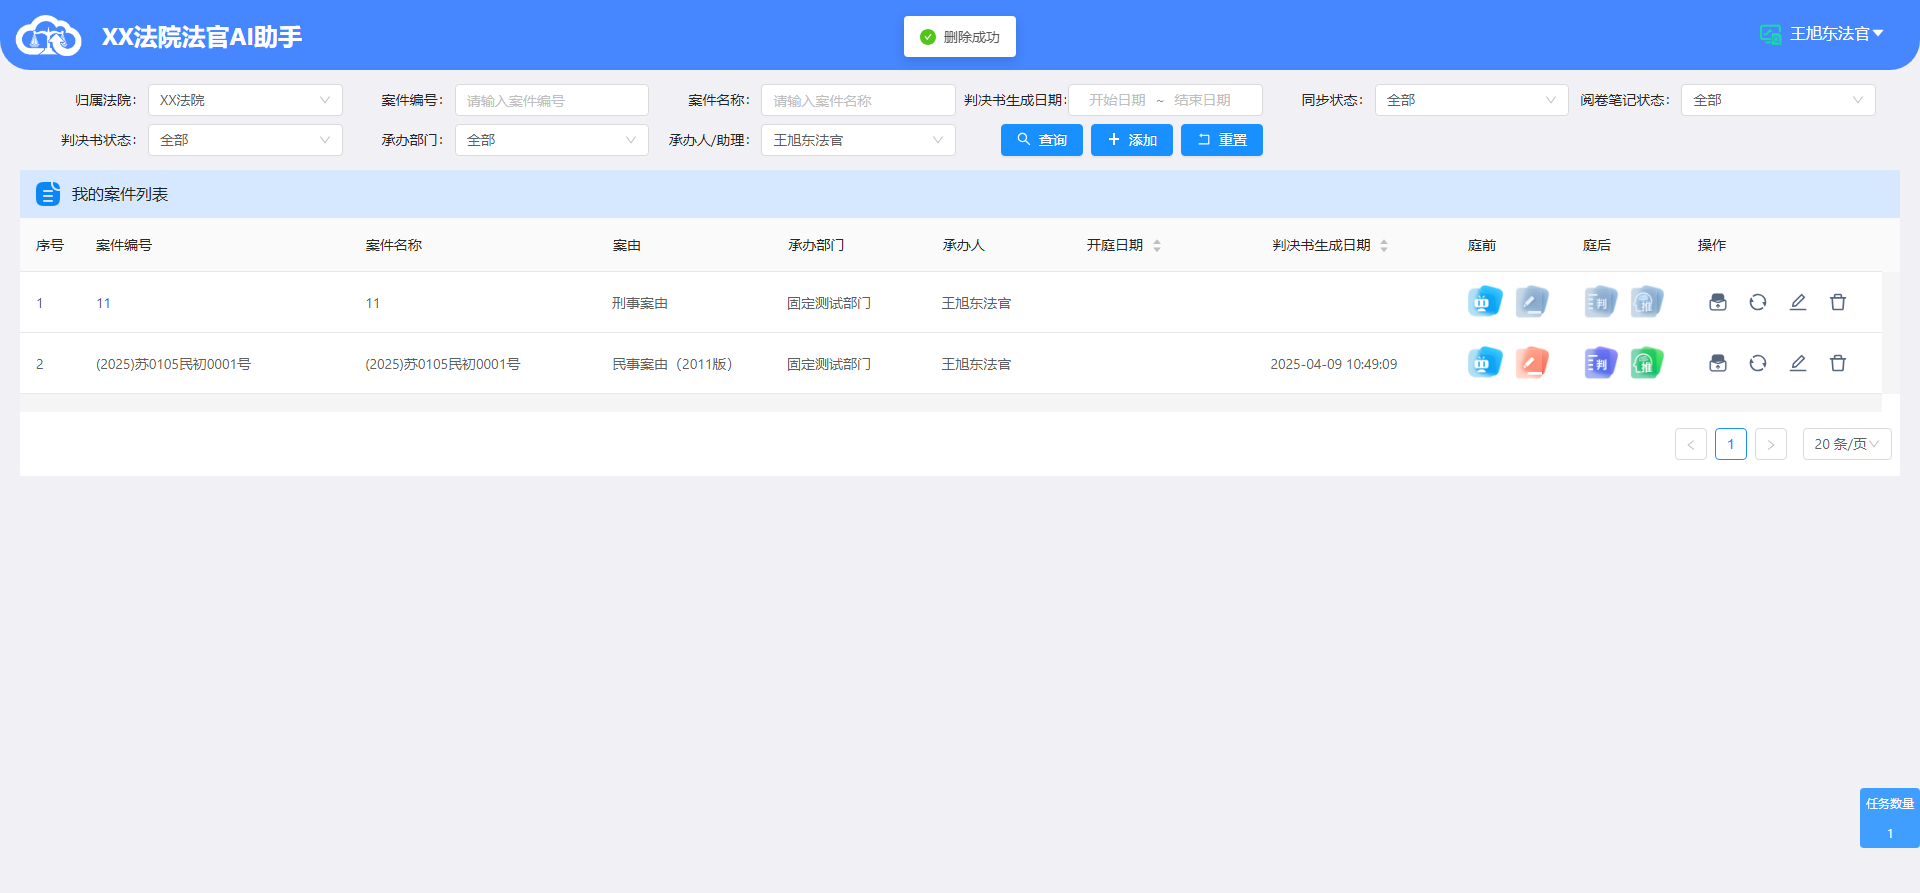 XX法院法官AI助手
删除成功
王旭东法官
归属法院: XX法院 案件编号: 请输入案件编号 案件名称: 请输入案件名称 判决书生成日期: 开始日期 ~ 结束日期 同步状态: 全部 阅卷笔记状态: 全部
判决书状态: 全部 承办部门: 全部 承办人/助理: 王旭东法官 查询 添加 重置
我的案件列表
序号 案件编号 案件名称 案由 承办部门 承办人 开庭日期 判决书生成日期 庭前 庭后 操作
1 11 11 刑事案由 固定测试部门 王旭东法官 判 推
2 (2025)苏0105民初0001号 (2025)苏0105民初0001号 民事案由（2011版） 固定测试部门 王旭东法官 2025-04-09 10:49:09 判 推
< 1 > 20 条/页
任务数量
1